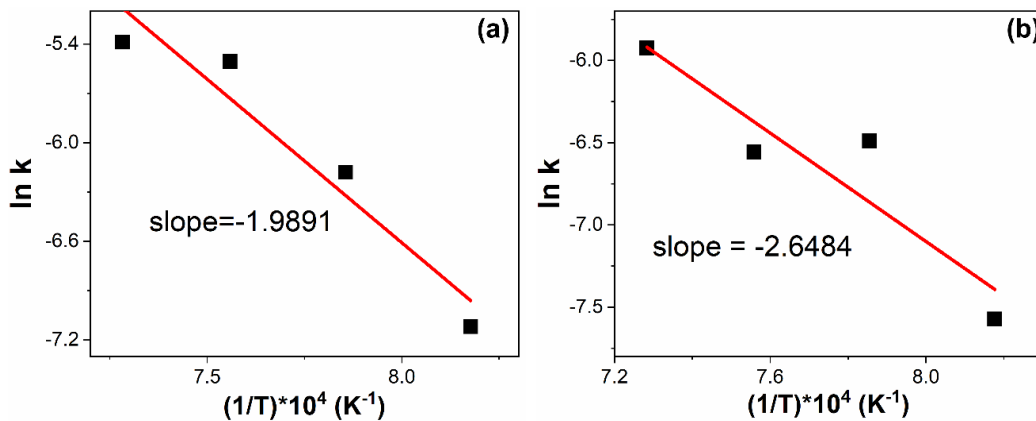 (a)
-5.4
-6.0
-6.6
-7.2
ln k
slope=-1.9891
7.5 8.0
(1/T)*10⁴ (K⁻¹)
(b)
-6.0
-6.5
-7.0
-7.5
ln k
slope = -2.6484
7.2 7.6 8.0
(1/T)*10⁴ (K⁻¹)